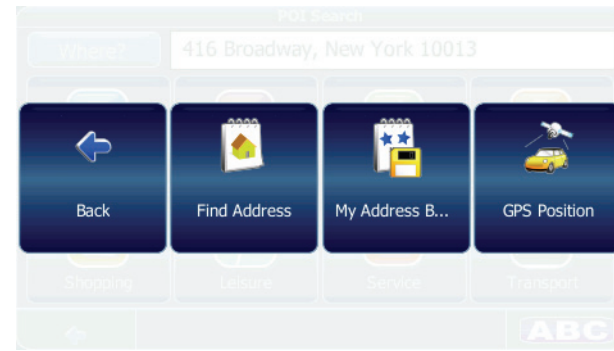 POI Search
Where? 416 Broadway, New York 10013
Back Find Address My Address B... GPS Position
Shopping Leisure Service Transport
ABC